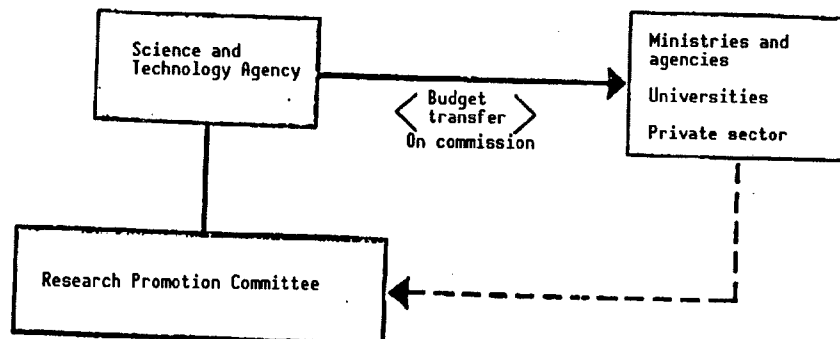 Science and
Technology Agency
Ministries and
agencies
Universities
Private sector
Budget
transfer
On commission
Research Promotion Committee